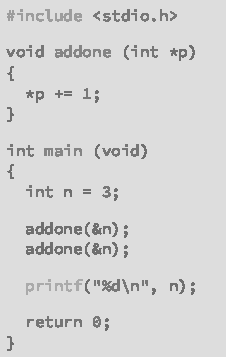 #include <stdio.h>
void addone (int *p)
{
*p += 1;
}
int main (void)
{
int n = 3;
addone(&n);
addone(&n);
printf("%d\n", n);
return 0;
}